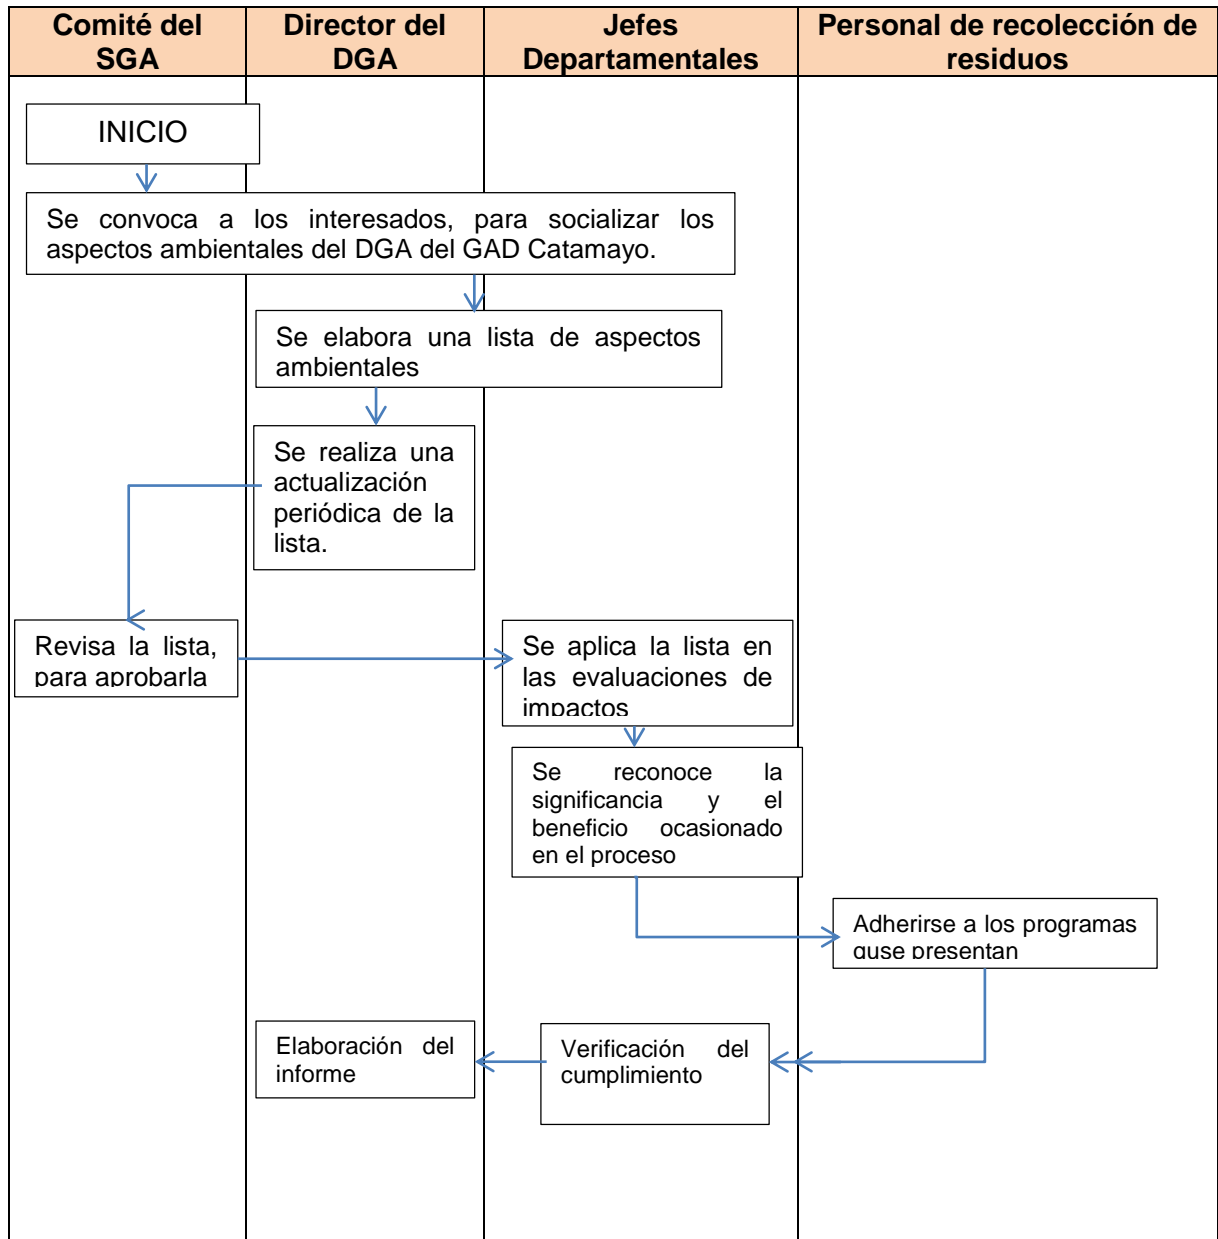 Comité del
SGA
Director del
DGA
Jefes
Departamentales
Personal de recolección de
residuos
INICIO
Se convoca a los interesados, para socializar los
aspectos ambientales del DGA del GAD Catamayo.
Se elabora una lista de aspectos
ambientales
Se realiza una
actualización
periódica de la
lista.
Revisa la lista,
para aprobarla
Se aplica la lista en
las evaluaciones de
impactos
Se reconoce la
significancia y el
beneficio ocasionado
en el proceso
Adherirse a los programas
quse presentan
Elaboración del
informe
Verificación del
cumplimiento